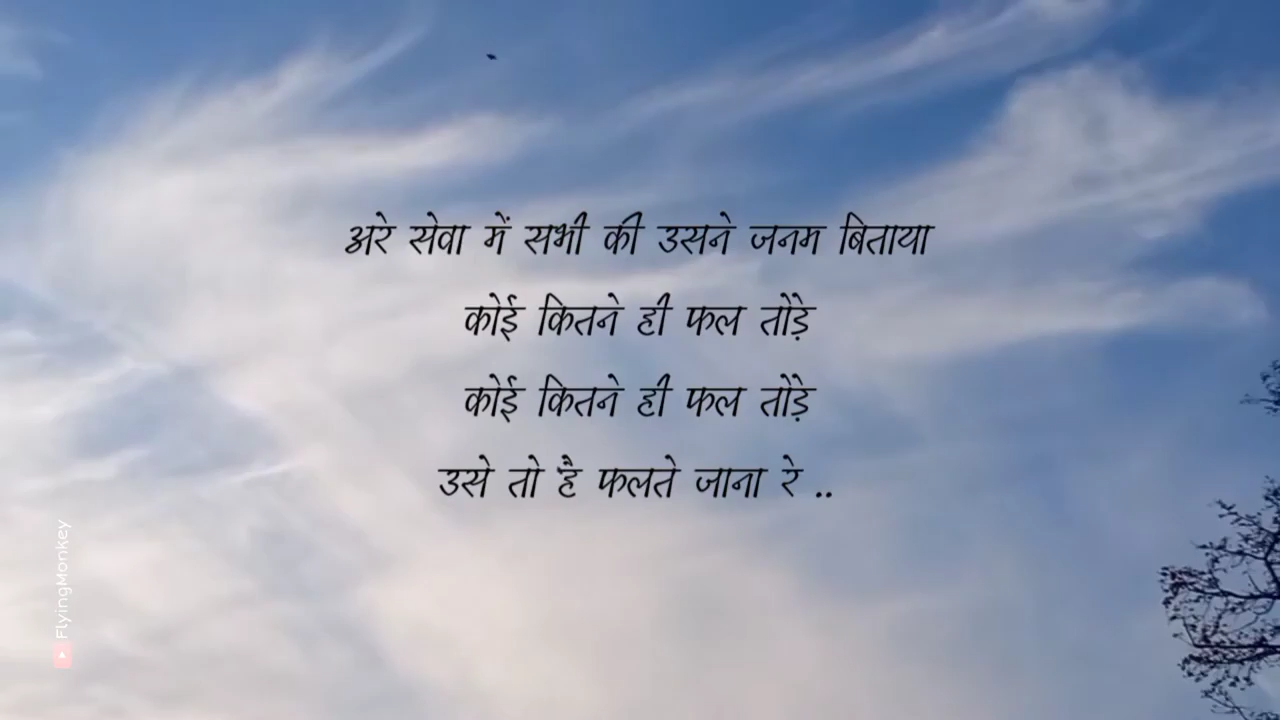 अरे सेवा में सभी की उसने जनम बिताया
कोई कितने ही फल तोड़े
कोई कितने ही फल तोड़े
उसे तो है फलते जाना रे ..
FlyingMonkey